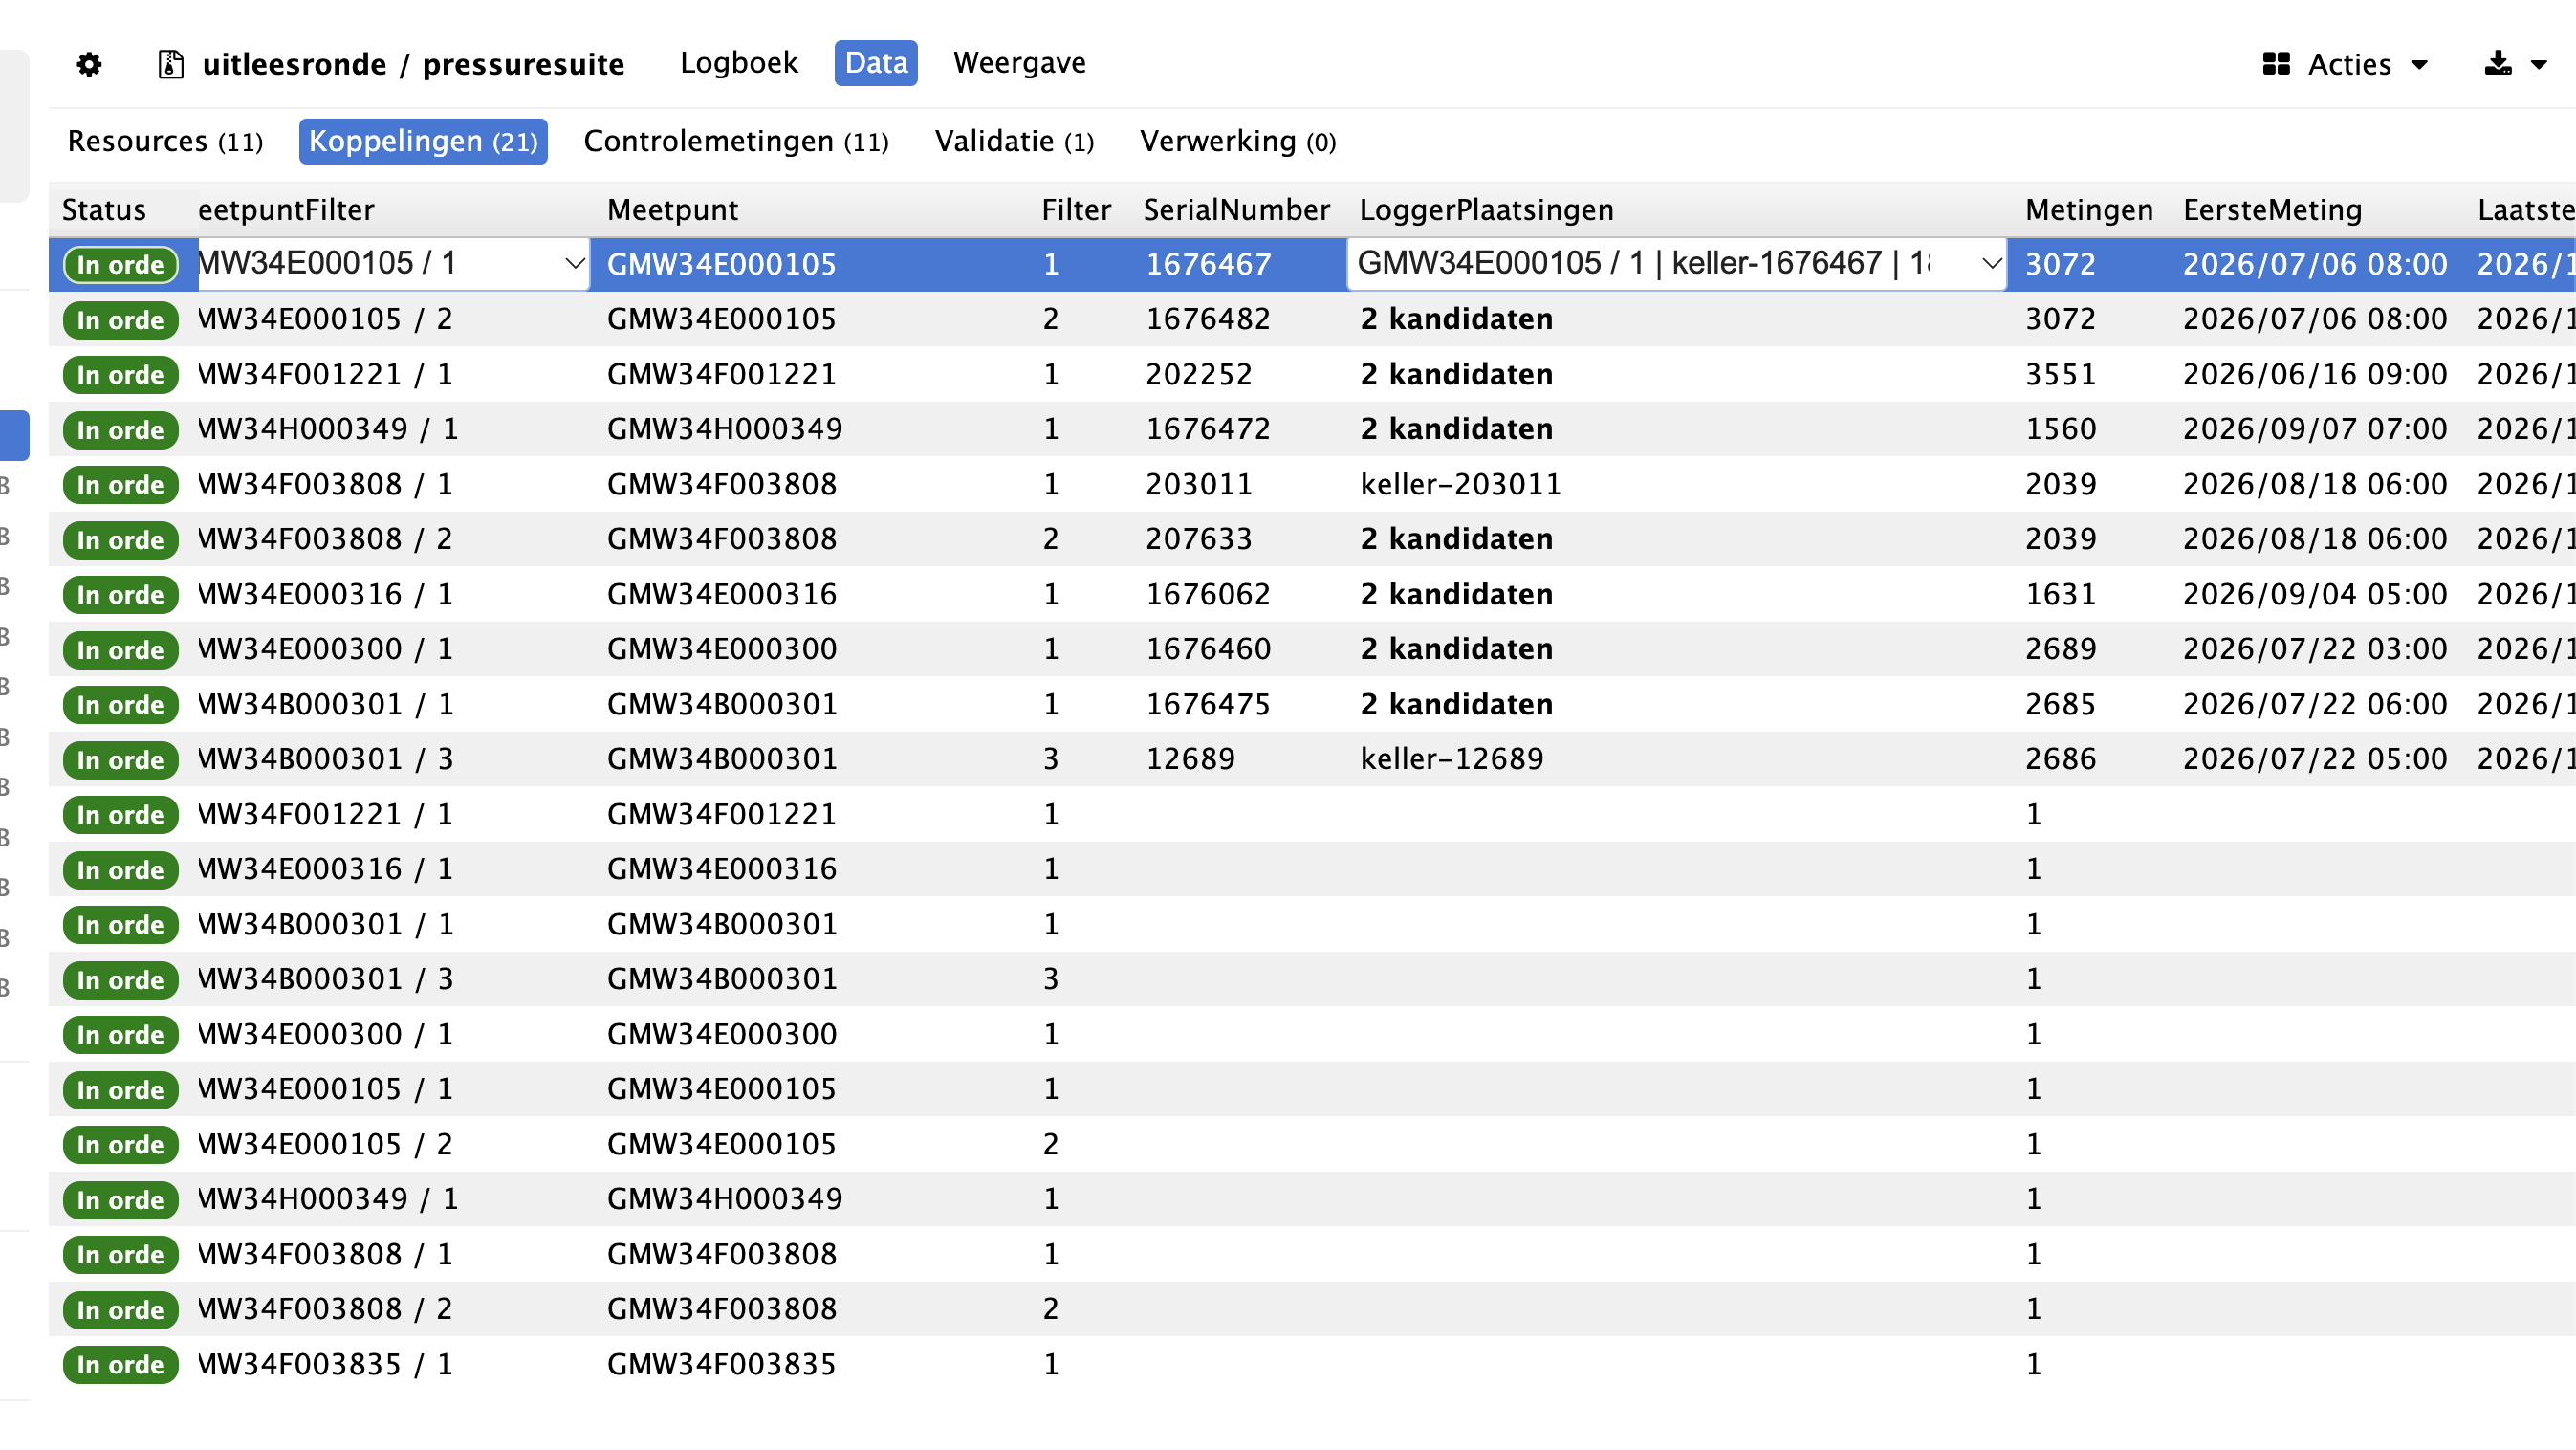 uitleesronde / pressuresuite Logboek Data Weergave Acties
Resources (11) Koppelingen (21) Controlemetingen (11) Validatie (1) Verwerking (0)
Status eetpuntFilter Meetpunt Filter SerialNumber LoggerPlaatsingen Metingen EersteMeting Laatste
In orde MW34E000105 / 1 GMW34E000105 1 1676467 GMW34E000105 / 1 | keller-1676467 | 18 3072 2026/07/06 08:00 2026/1
In orde MW34E000105 / 2 GMW34E000105 2 1676482 2 kandidaten 3072 2026/07/06 08:00 2026/1
In orde MW34F001221 / 1 GMW34F001221 1 202252 2 kandidaten 3551 2026/06/16 09:00 2026/1
In orde MW34H000349 / 1 GMW34H000349 1 1676472 2 kandidaten 1560 2026/09/07 07:00 2026/1
In orde MW34F003808 / 1 GMW34F003808 1 203011 keller-203011 2039 2026/08/18 06:00 2026/1
In orde MW34F003808 / 2 GMW34F003808 2 207633 2 kandidaten 2039 2026/08/18 06:00 2026/1
In orde MW34E000316 / 1 GMW34E000316 1 1676062 2 kandidaten 1631 2026/09/04 05:00 2026/1
In orde MW34E000300 / 1 GMW34E000300 1 1676460 2 kandidaten 2689 2026/07/22 03:00 2026/1
In orde MW34B000301 / 1 GMW34B000301 1 1676475 2 kandidaten 2685 2026/07/22 06:00 2026/1
In orde MW34B000301 / 3 GMW34B000301 3 12689 keller-12689 2686 2026/07/22 05:00 2026/1
In orde MW34F001221 / 1 GMW34F001221 1 1
In orde MW34E000316 / 1 GMW34E000316 1 1
In orde MW34B000301 / 1 GMW34B000301 1 1
In orde MW34B000301 / 3 GMW34B000301 3 1
In orde MW34E000300 / 1 GMW34E000300 1 1
In orde MW34E000105 / 1 GMW34E000105 1 1
In orde MW34E000105 / 2 GMW34E000105 2 1
In orde MW34H000349 / 1 GMW34H000349 1 1
In orde MW34F003808 / 1 GMW34F003808 1 1
In orde MW34F003808 / 2 GMW34F003808 2 1
In orde MW34F003835 / 1 GMW34F003835 1 1